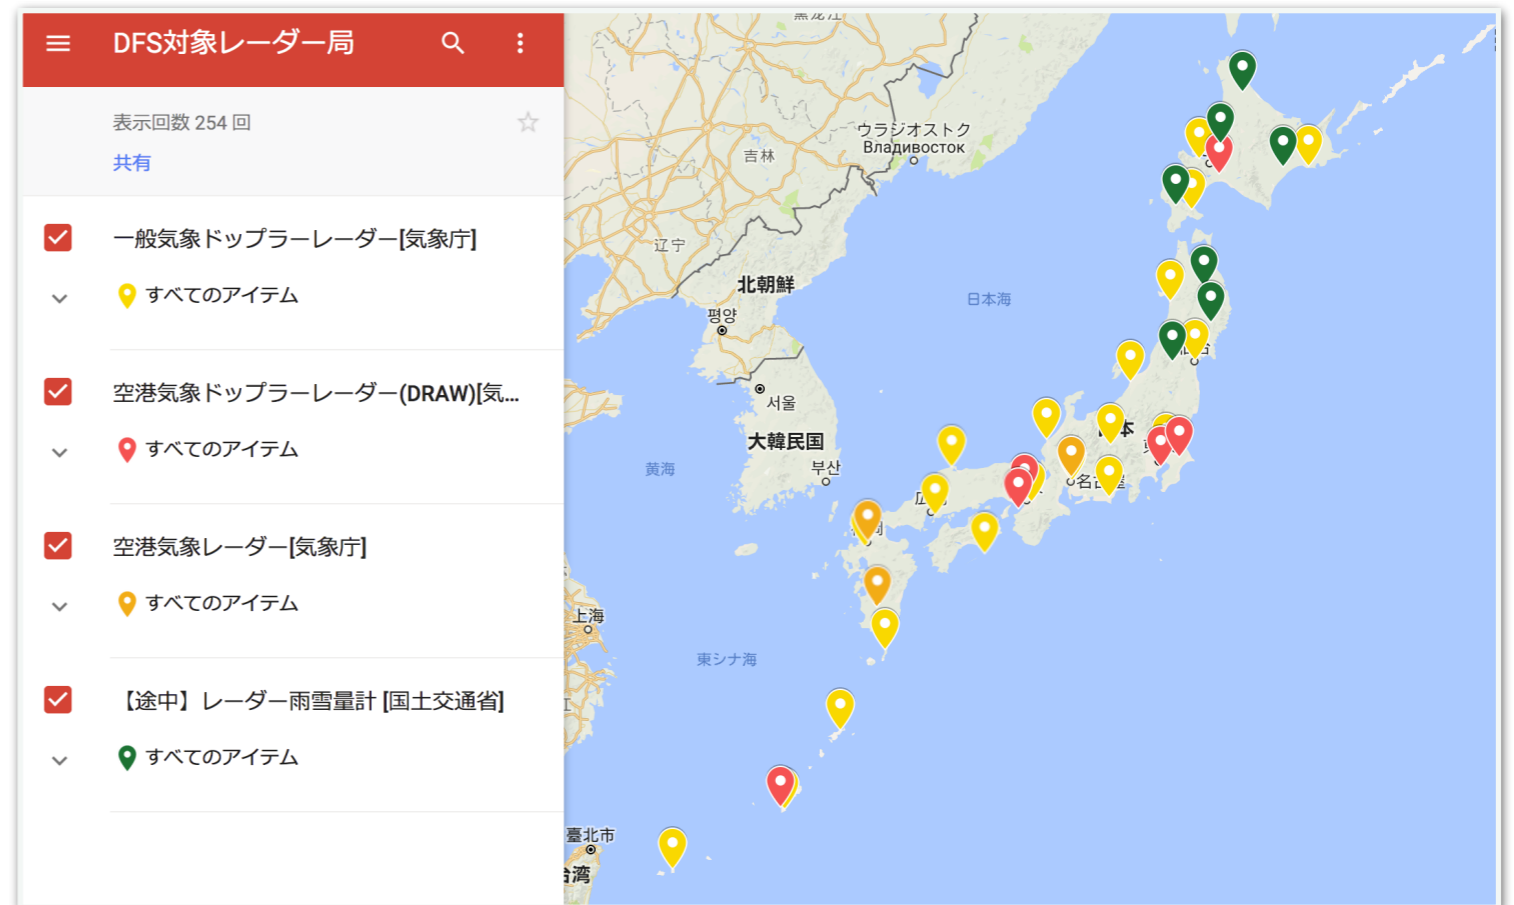 DFS対象レーダー局
表示回数 254 回
共有
一般気象ドップラーレーダー[気象庁]
すべてのアイテム
空港気象ドップラーレーダー(DRAW)[気...
すべてのアイテム
空港気象レーダー[気象庁]
すべてのアイテム
【途中】レーダー雨雪量計 [国土交通省]
すべてのアイテム
黒龙江
ウラジオストク
Владивосток
吉林
辽宁
北朝鮮
평양
日本海
서울
大韓民国
부산
黄海
名古屋
上海
東シナ海
臺北市
台湾